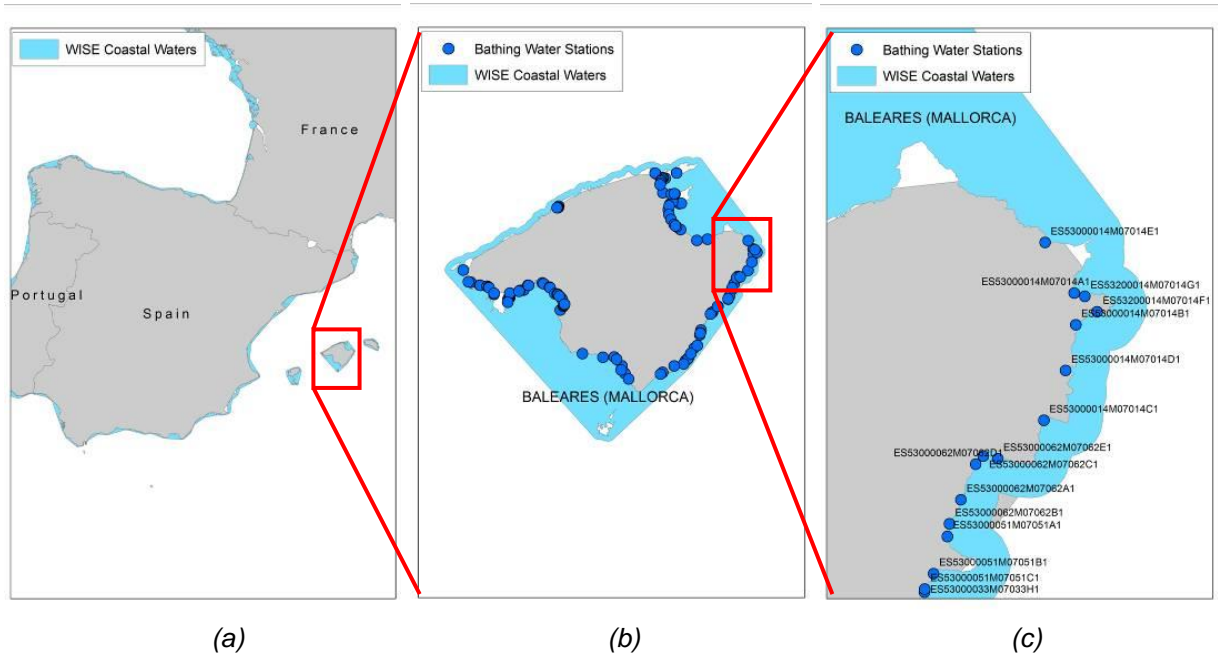 WISE Coastal Waters
France
Portugal
Spain
(a)
Bathing Water Stations
WISE Coastal Waters
BALEARES (MALLORCA)
(b)
Bathing Water Stations
WISE Coastal Waters
BALEARES (MALLORCA)
ES53000014M07014E1
ES53000014M07014A1
ES53200014M07014G1
ES53200014M07014F1
ES53000014M07014B1
ES53000014M07014D1
ES53000014M07014C1
ES53000062M07062E1
ES53000062M07062D1
ES53000062M07062C1
ES53000062M07062A1
ES53000062M07062B1
ES53000051M07051A1
ES53000051M07051B1
ES53000051M07051C1
ES53000033M07033H1
(c)